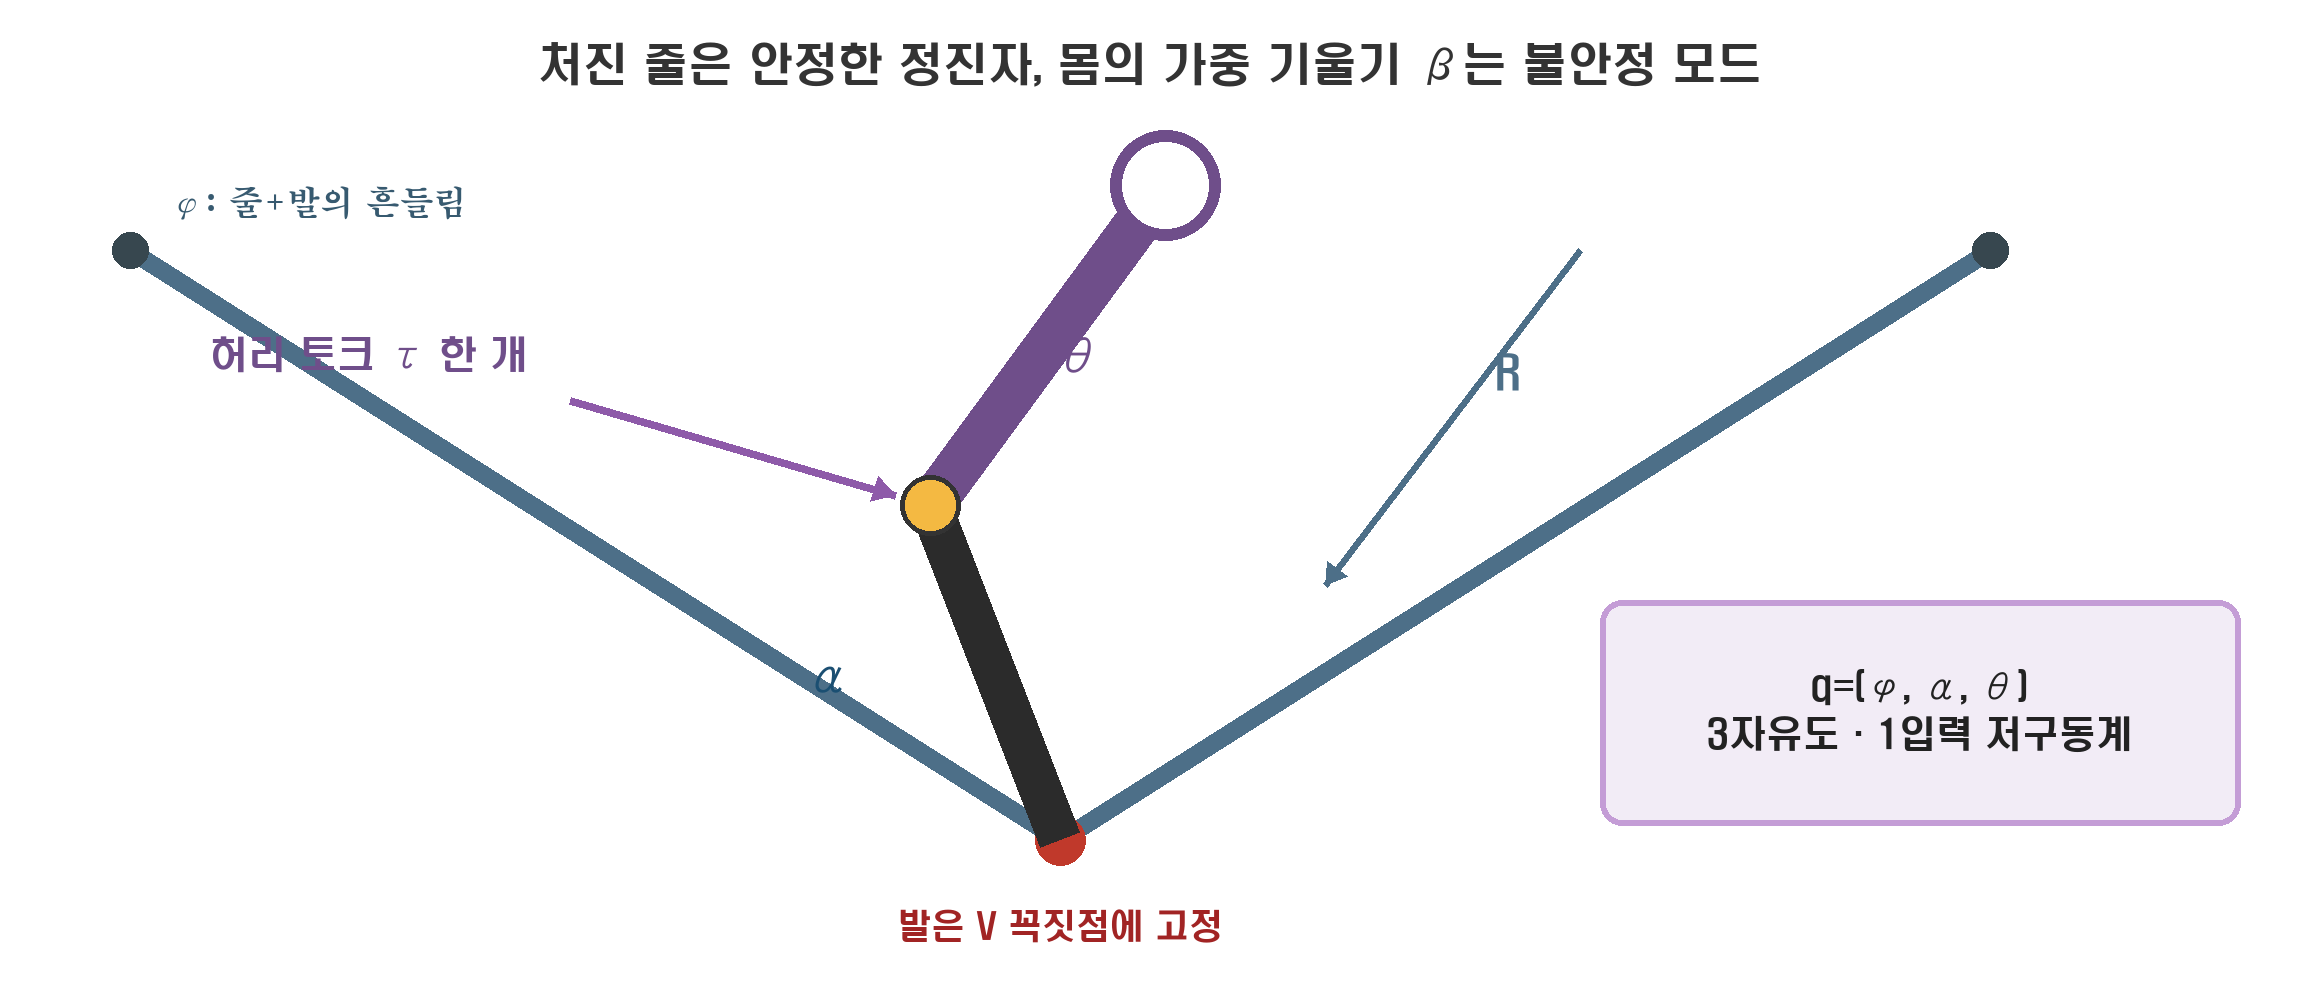 처진 줄은 안정한 정진자, 몸의 가중 기울기 β는 불안정 모드
φ: 줄+발의 흔들림
허리 토크 τ 한 개
θ
R
α
q=(φ, α, θ)
3자유도 · 1입력 저구동계
발은 V 꼭짓점에 고정